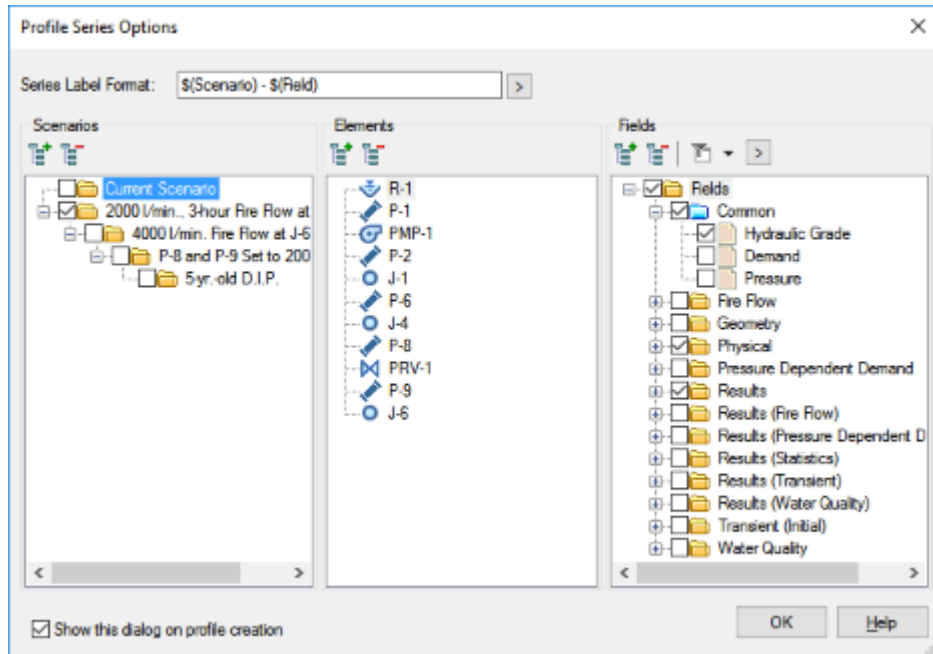 Profile Series Options
Series Label Format: $(Scenario) - $(Field) >
Scenarios
Current Scenario
2000 l/min.., 3-hour Fire Flow at
4000 l/min. Fire Flow at J-6
P-8 and P-9 Set to 200
5-yr.-old D.I.P.
Elements
R-1
P-1
PMP-1
P-2
J-1
P-6
J-4
P-8
PRV-1
P-9
J-6
Fields
>
Fields
Common
Hydraulic Grade
Demand
Pressure
Fire Flow
Geometry
Physical
Pressure Dependent Demand
Results
Results (Fire Flow)
Results (Pressure Dependent D
Results (Statistics)
Results (Transient)
Results (Water Quality)
Transient (Initial)
Water Quality
Show this dialog on profile creation
OK Help